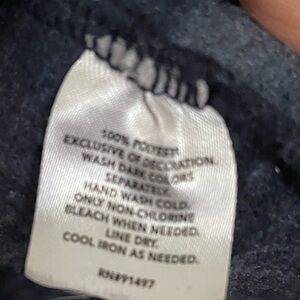 100% POLYESTER
EXCLUSIVE OF DECORATION.
WASH DARK COLORS
SEPARATELY.
HAND WASH COLD.
ONLY NON-CHLORINE
BLEACH WHEN NEEDED.
LINE DRY.
COOL IRON AS NEEDED.
RN#91497